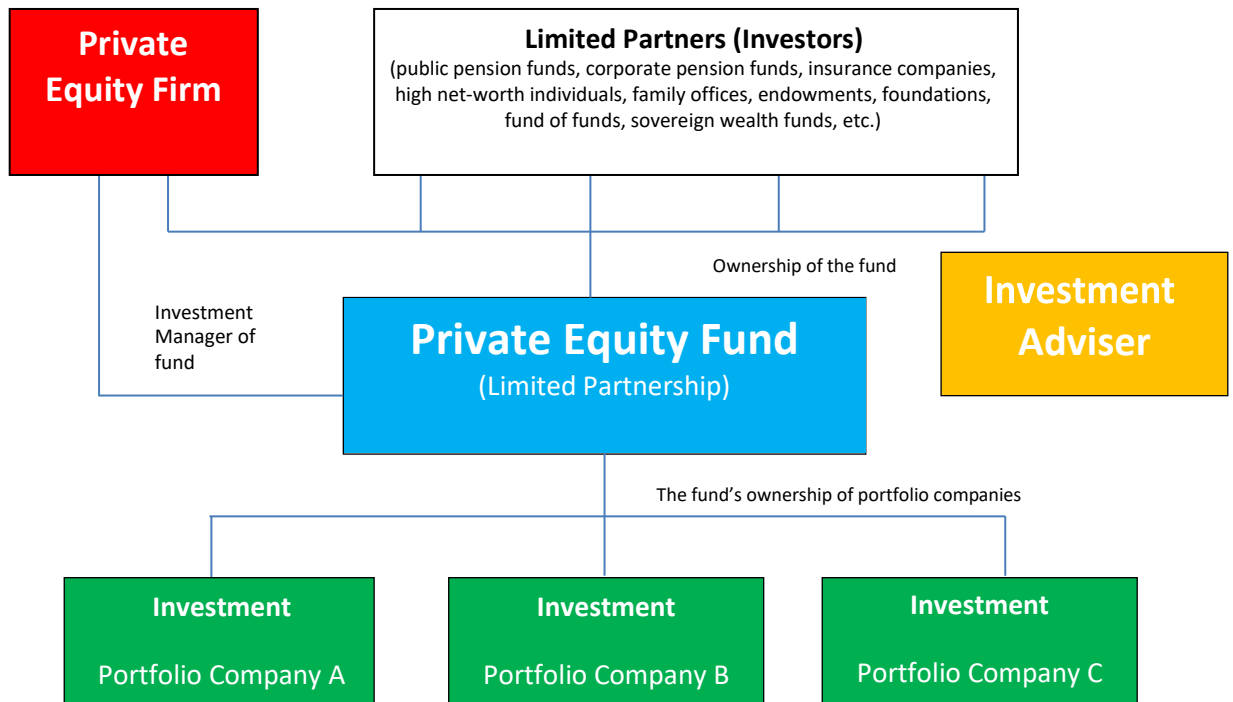 Private
Equity Firm
Limited Partners (Investors)
(public pension funds, corporate pension funds, insurance companies,
high net-worth individuals, family offices, endowments, foundations,
fund of funds, sovereign wealth funds, etc.)
Ownership of the fund
Investment
Manager of
fund
Private Equity Fund
(Limited Partnership)
Investment
Adviser
The fund’s ownership of portfolio companies
Investment
Portfolio Company A
Investment
Portfolio Company B
Investment
Portfolio Company C